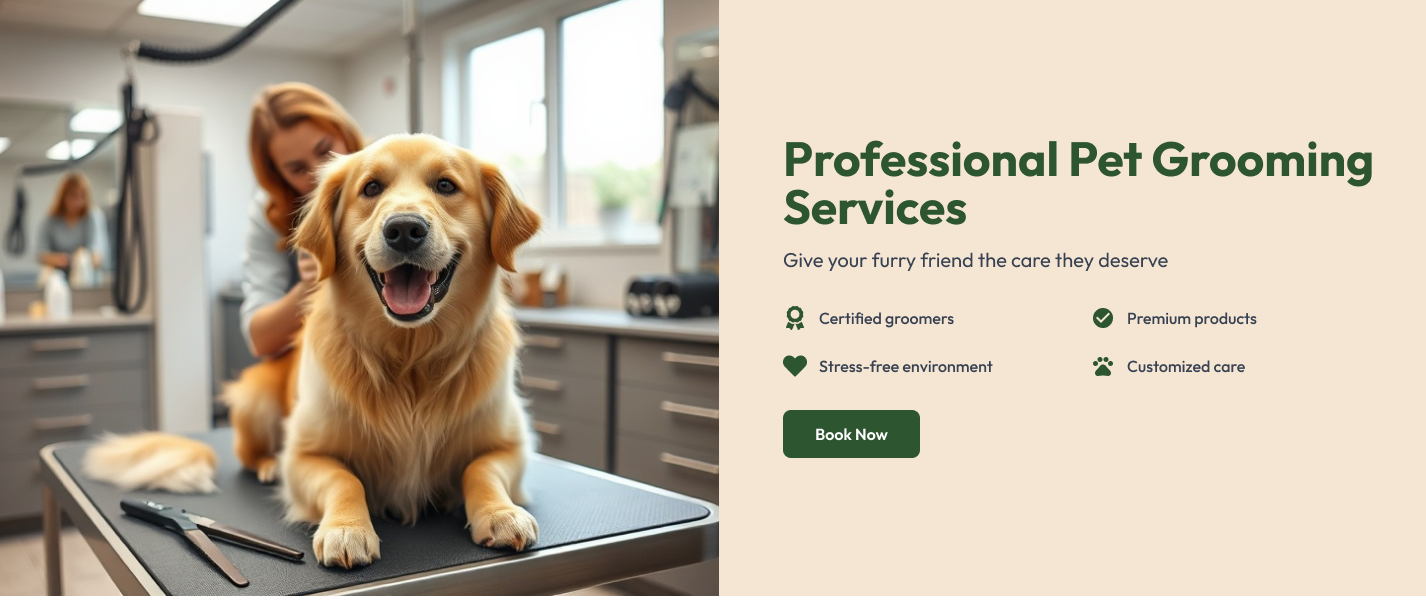 Professional Pet Grooming
Services
Give your furry friend the care they deserve
Certified groomers
Premium products
Stress-free environment
Customized care
Book Now